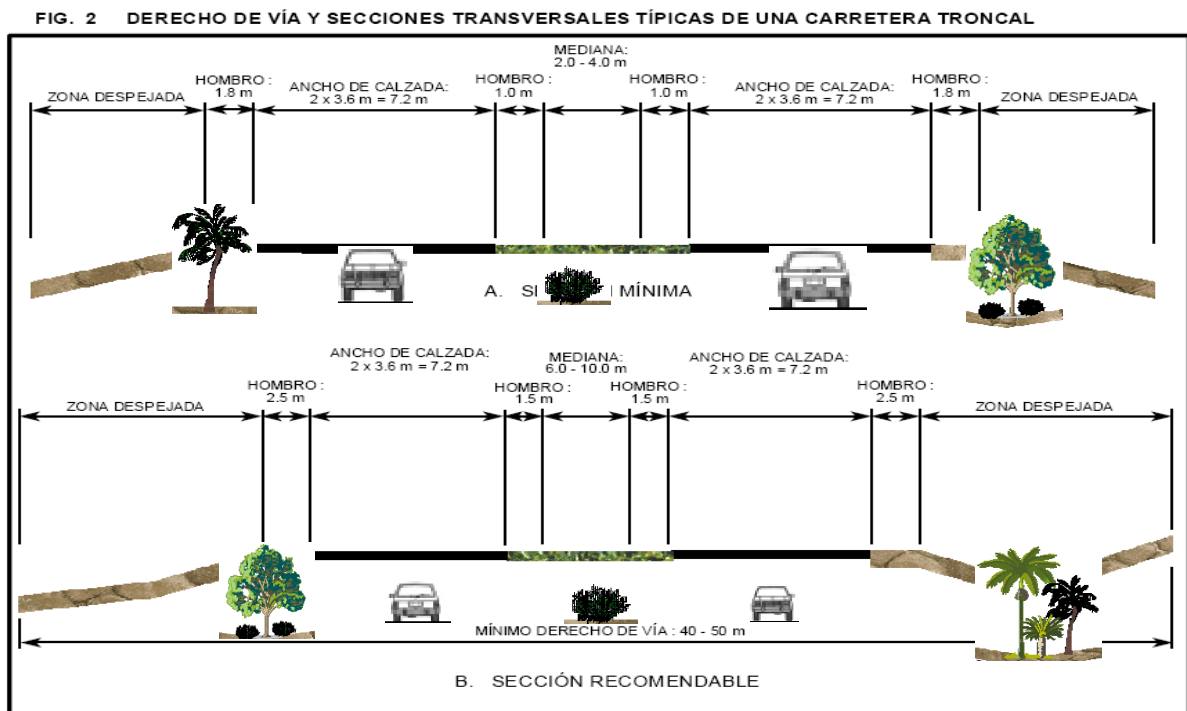 FIG. 2 DERECHO DE VÍA Y SECCIONES TRANSVERSALES TÍPICAS DE UNA CARRETERA TRONCAL
MEDIANA:
2.0 - 4.0 m
ZONA DESPEJADA
HOMBRO :
1.8 m
ANCHO DE CALZADA:
2 x 3.6 m = 7.2 m
HOMBRO :
1.0 m
HOMBRO :
1.0 m
ANCHO DE CALZADA:
2 x 3.6 m = 7.2 m
HOMBRO :
1.8 m
ZONA DESPEJADA
A. MÍNIMA
ANCHO DE CALZADA:
2 x 3.6 m = 7.2 m
MEDIANA:
6.0 - 10.0 m
ANCHO DE CALZADA:
2 x 3.6 m = 7.2 m
ZONA DESPEJADA
HOMBRO :
2.5 m
HOMBRO :
1.5 m
HOMBRO :
1.5 m
HOMBRO :
2.5 m
ZONA DESPEJADA
MÍNIMO DERECHO DE VÍA : 40 - 50 m
B. SECCIÓN RECOMENDABLE